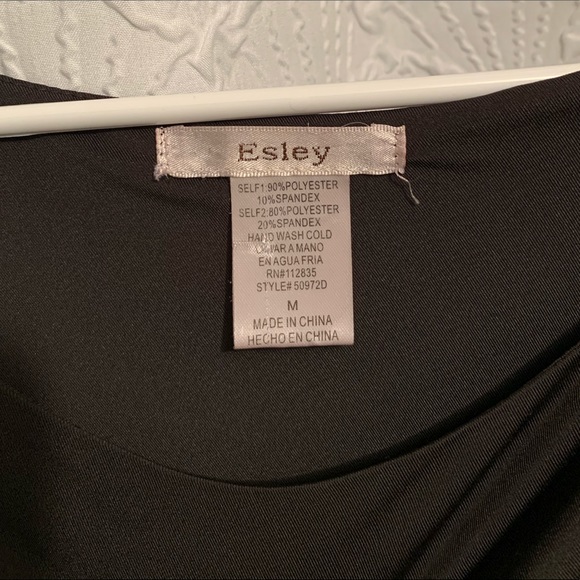 Esley
SELF1:90%POLYESTER
10%SPANDEX
SELF2:80%POLYESTER
20%SPANDEX
HAND WASH COLD
A MANO
EN AGUA FRIA
RN#112835
STYLE# 50972D
M
MADE IN CHINA
HECHO EN CHINA